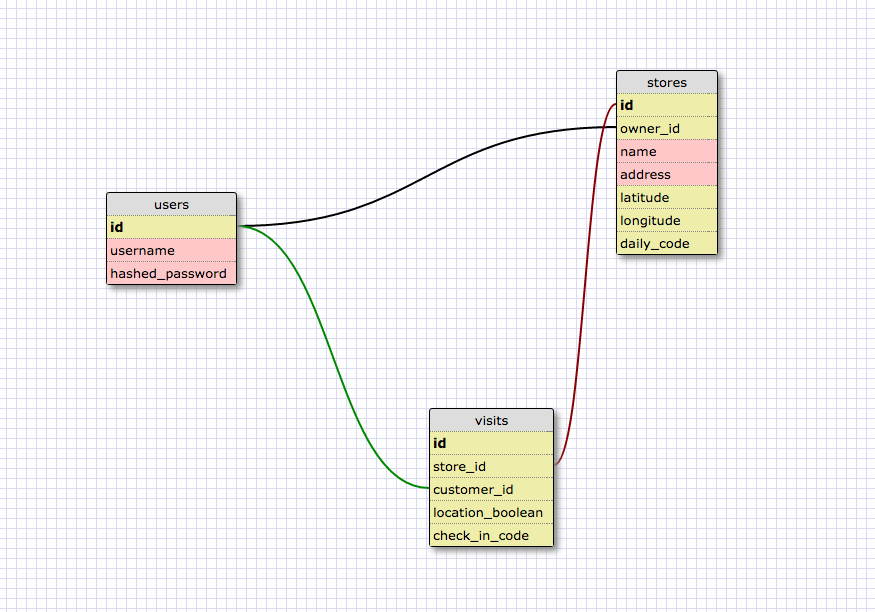 stores
id
owner_id
name
address
latitude
longitude
daily_code
users
id
username
hashed_password
visits
id
store_id
customer_id
location_boolean
check_in_code